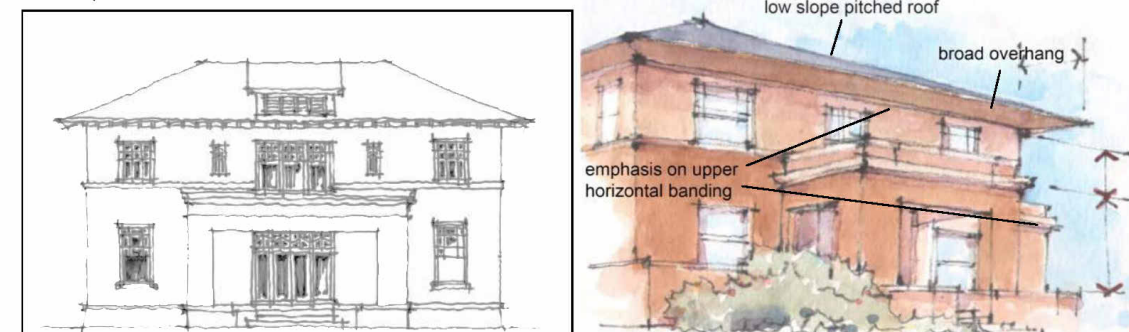 low slope pitched roof
broad overhang
emphasis on upper
horizontal banding